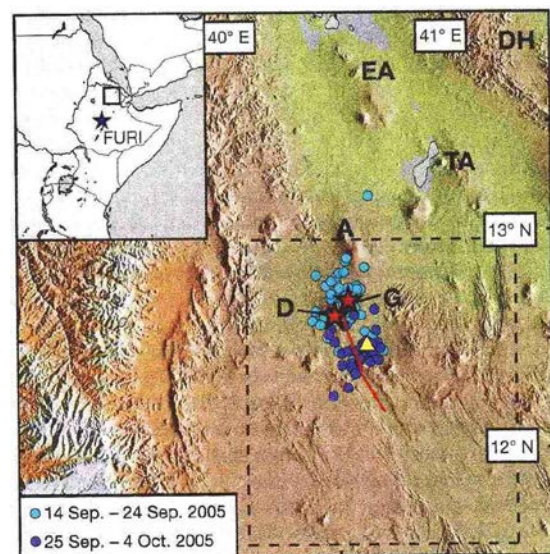 40° E
41° E
DH
EA
FURI
TA
13° N
A
D
G
12° N
14 Sep. – 24 Sep. 2005
25 Sep. – 4 Oct. 2005